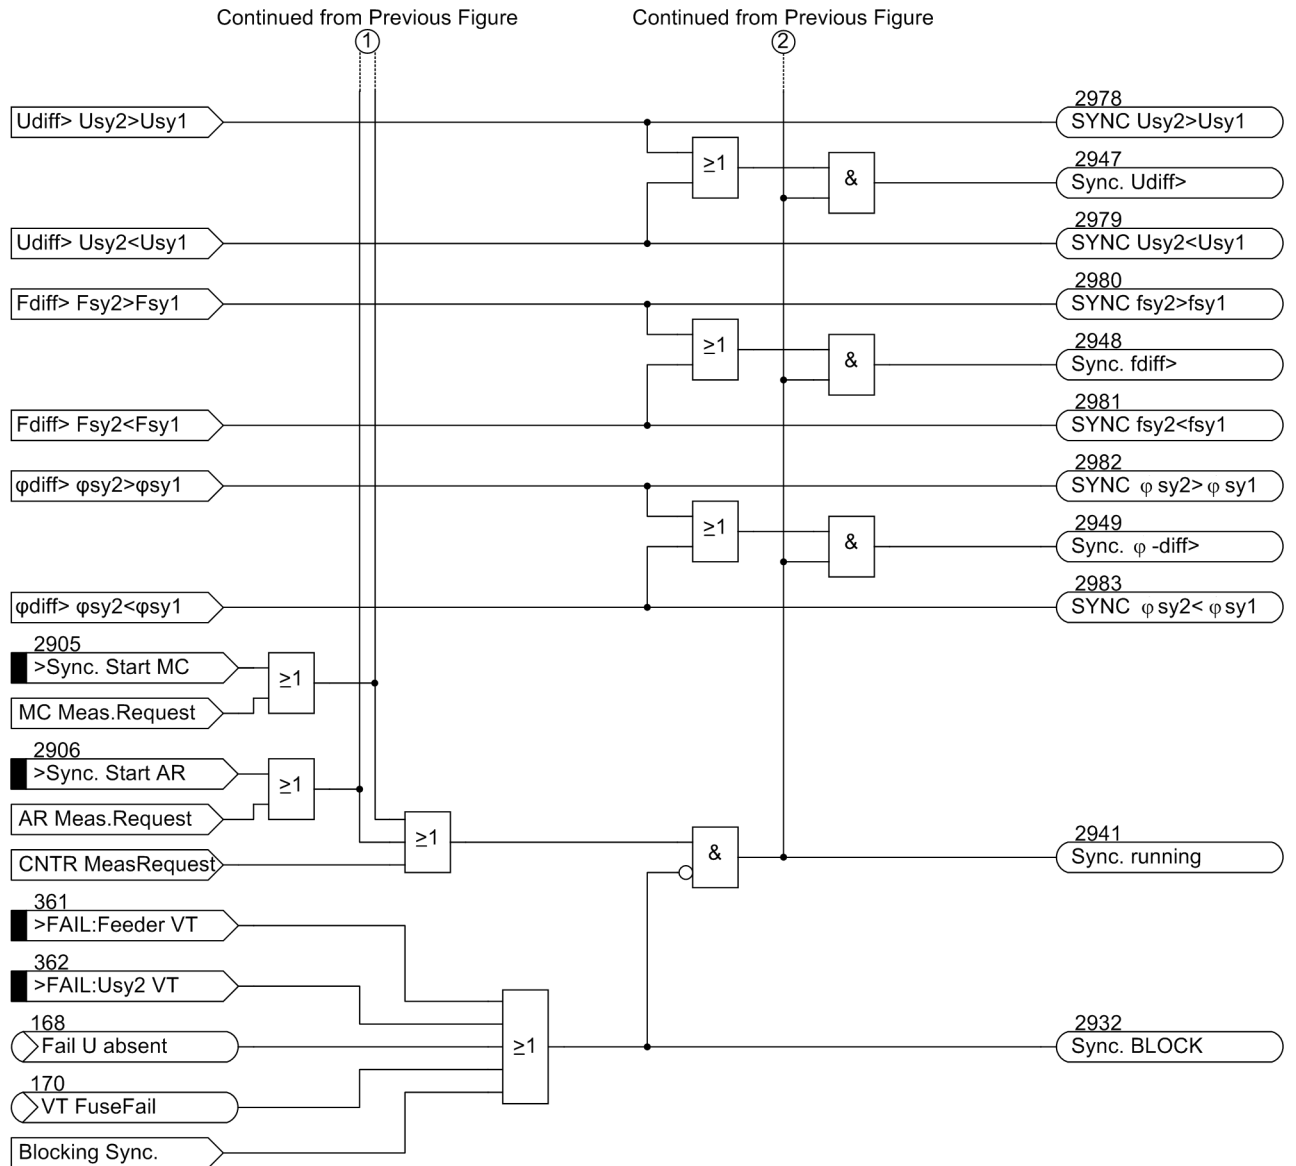 Continued from Previous Figure
Continued from Previous Figure
1
2
Udiff> Usy2>Usy1
2978
SYNC Usy2>Usy1
≥1
&
2947
Sync. Udiff>
Udiff> Usy2<Usy1
2979
SYNC Usy2<Usy1
Fdiff> Fsy2>Fsy1
2980
SYNC fsy2>fsy1
≥1
&
2948
Sync. fdiff>
Fdiff> Fsy2<Fsy1
2981
SYNC fsy2<fsy1
φdiff> φsy2>φsy1
2982
SYNC φ sy2> φ sy1
≥1
&
2949
Sync. φ -diff>
φdiff> φsy2<φsy1
2983
SYNC φ sy2< φ sy1
2905
>Sync. Start MC
≥1
MC Meas.Request
2906
>Sync. Start AR
≥1
AR Meas.Request
≥1
&
2941
Sync. running
CNTR MeasRequest
361
>FAIL:Feeder VT
362
>FAIL:Usy2 VT
168
Fail U absent
≥1
2932
Sync. BLOCK
170
VT FuseFail
Blocking Sync.